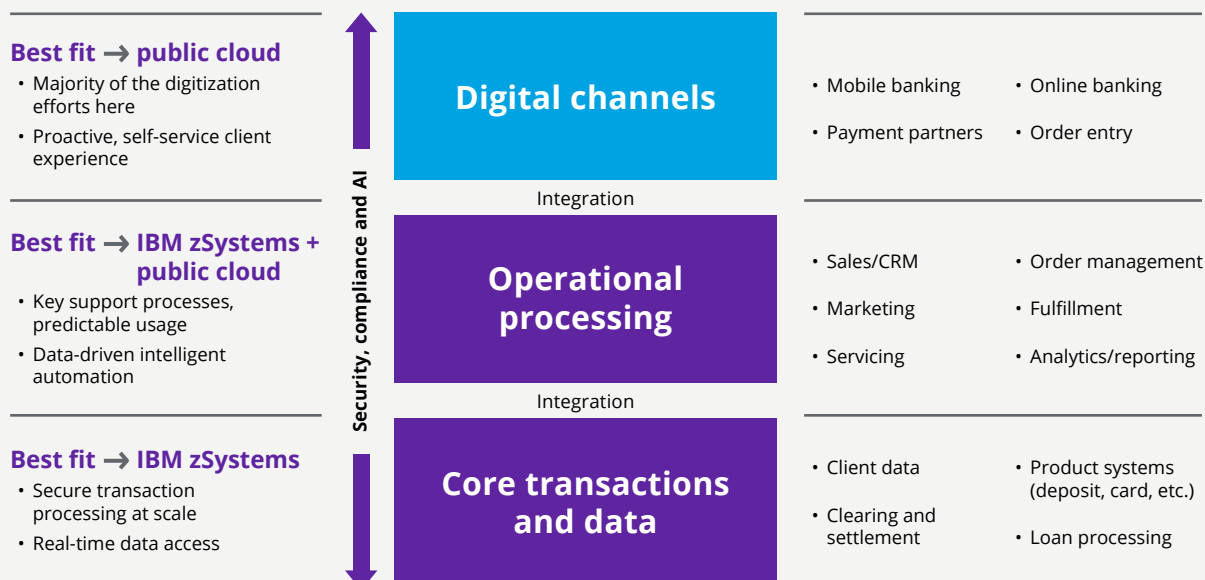 Best fit → public cloud
• Majority of the digitization
efforts here
• Proactive, self-service client
experience
Digital channels
• Mobile banking
• Online banking
• Payment partners
• Order entry
Security, compliance and AI
Integration
Best fit → IBM zSystems +
public cloud
• Key support processes,
predictable usage
• Data-driven intelligent
automation
Operational
processing
• Sales/CRM
• Order management
• Marketing
• Fulfillment
• Servicing
• Analytics/reporting
Integration
Best fit → IBM zSystems
• Secure transaction
processing at scale
• Real-time data access
Core transactions
and data
• Client data
• Clearing and
settlement
• Product systems
(deposit, card, etc.)
• Loan processing